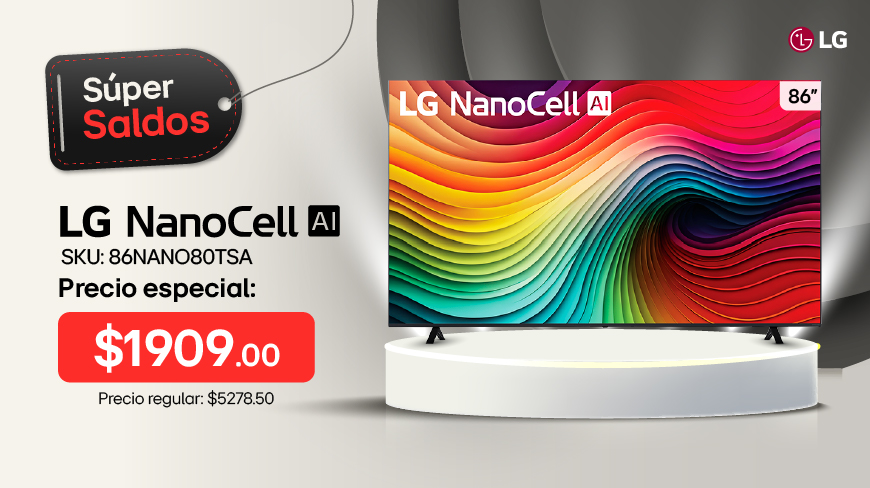 Súper
Saldos
LG NanoCell AI
SKU: 86NANO80TSA
Precio especial:
$1909.00
Precio regular: $5278.50
LG
LG NanoCell AI
86”